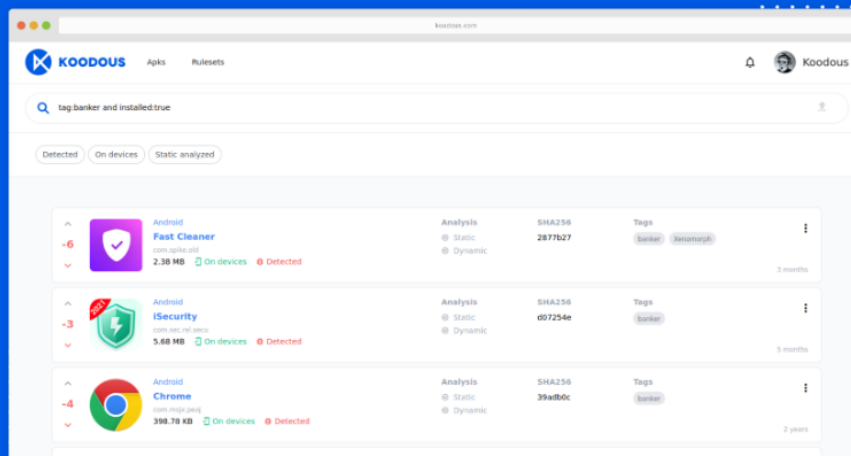 koodous.com
KOODOUS Apks Rulesets Koodous
tag:banker and installed:true
Detected On devices Static analyzed
Android Analysis SHA256 Tags
Fast Cleaner Static 2877b27 banker Xenomorph
-6
com.spike.old Dynamic
2.38 MB On devices Detected
3 months
2021
Android Analysis SHA256 Tags
iSecurity Static d07254e banker
-3
com.sec.rel.secu Dynamic
5.68 MB On devices Detected
5 months
Android Analysis SHA256 Tags
Chrome Static 39adb0c banker
-4
Dynamic
398.78 KB On devices Detected
2 years